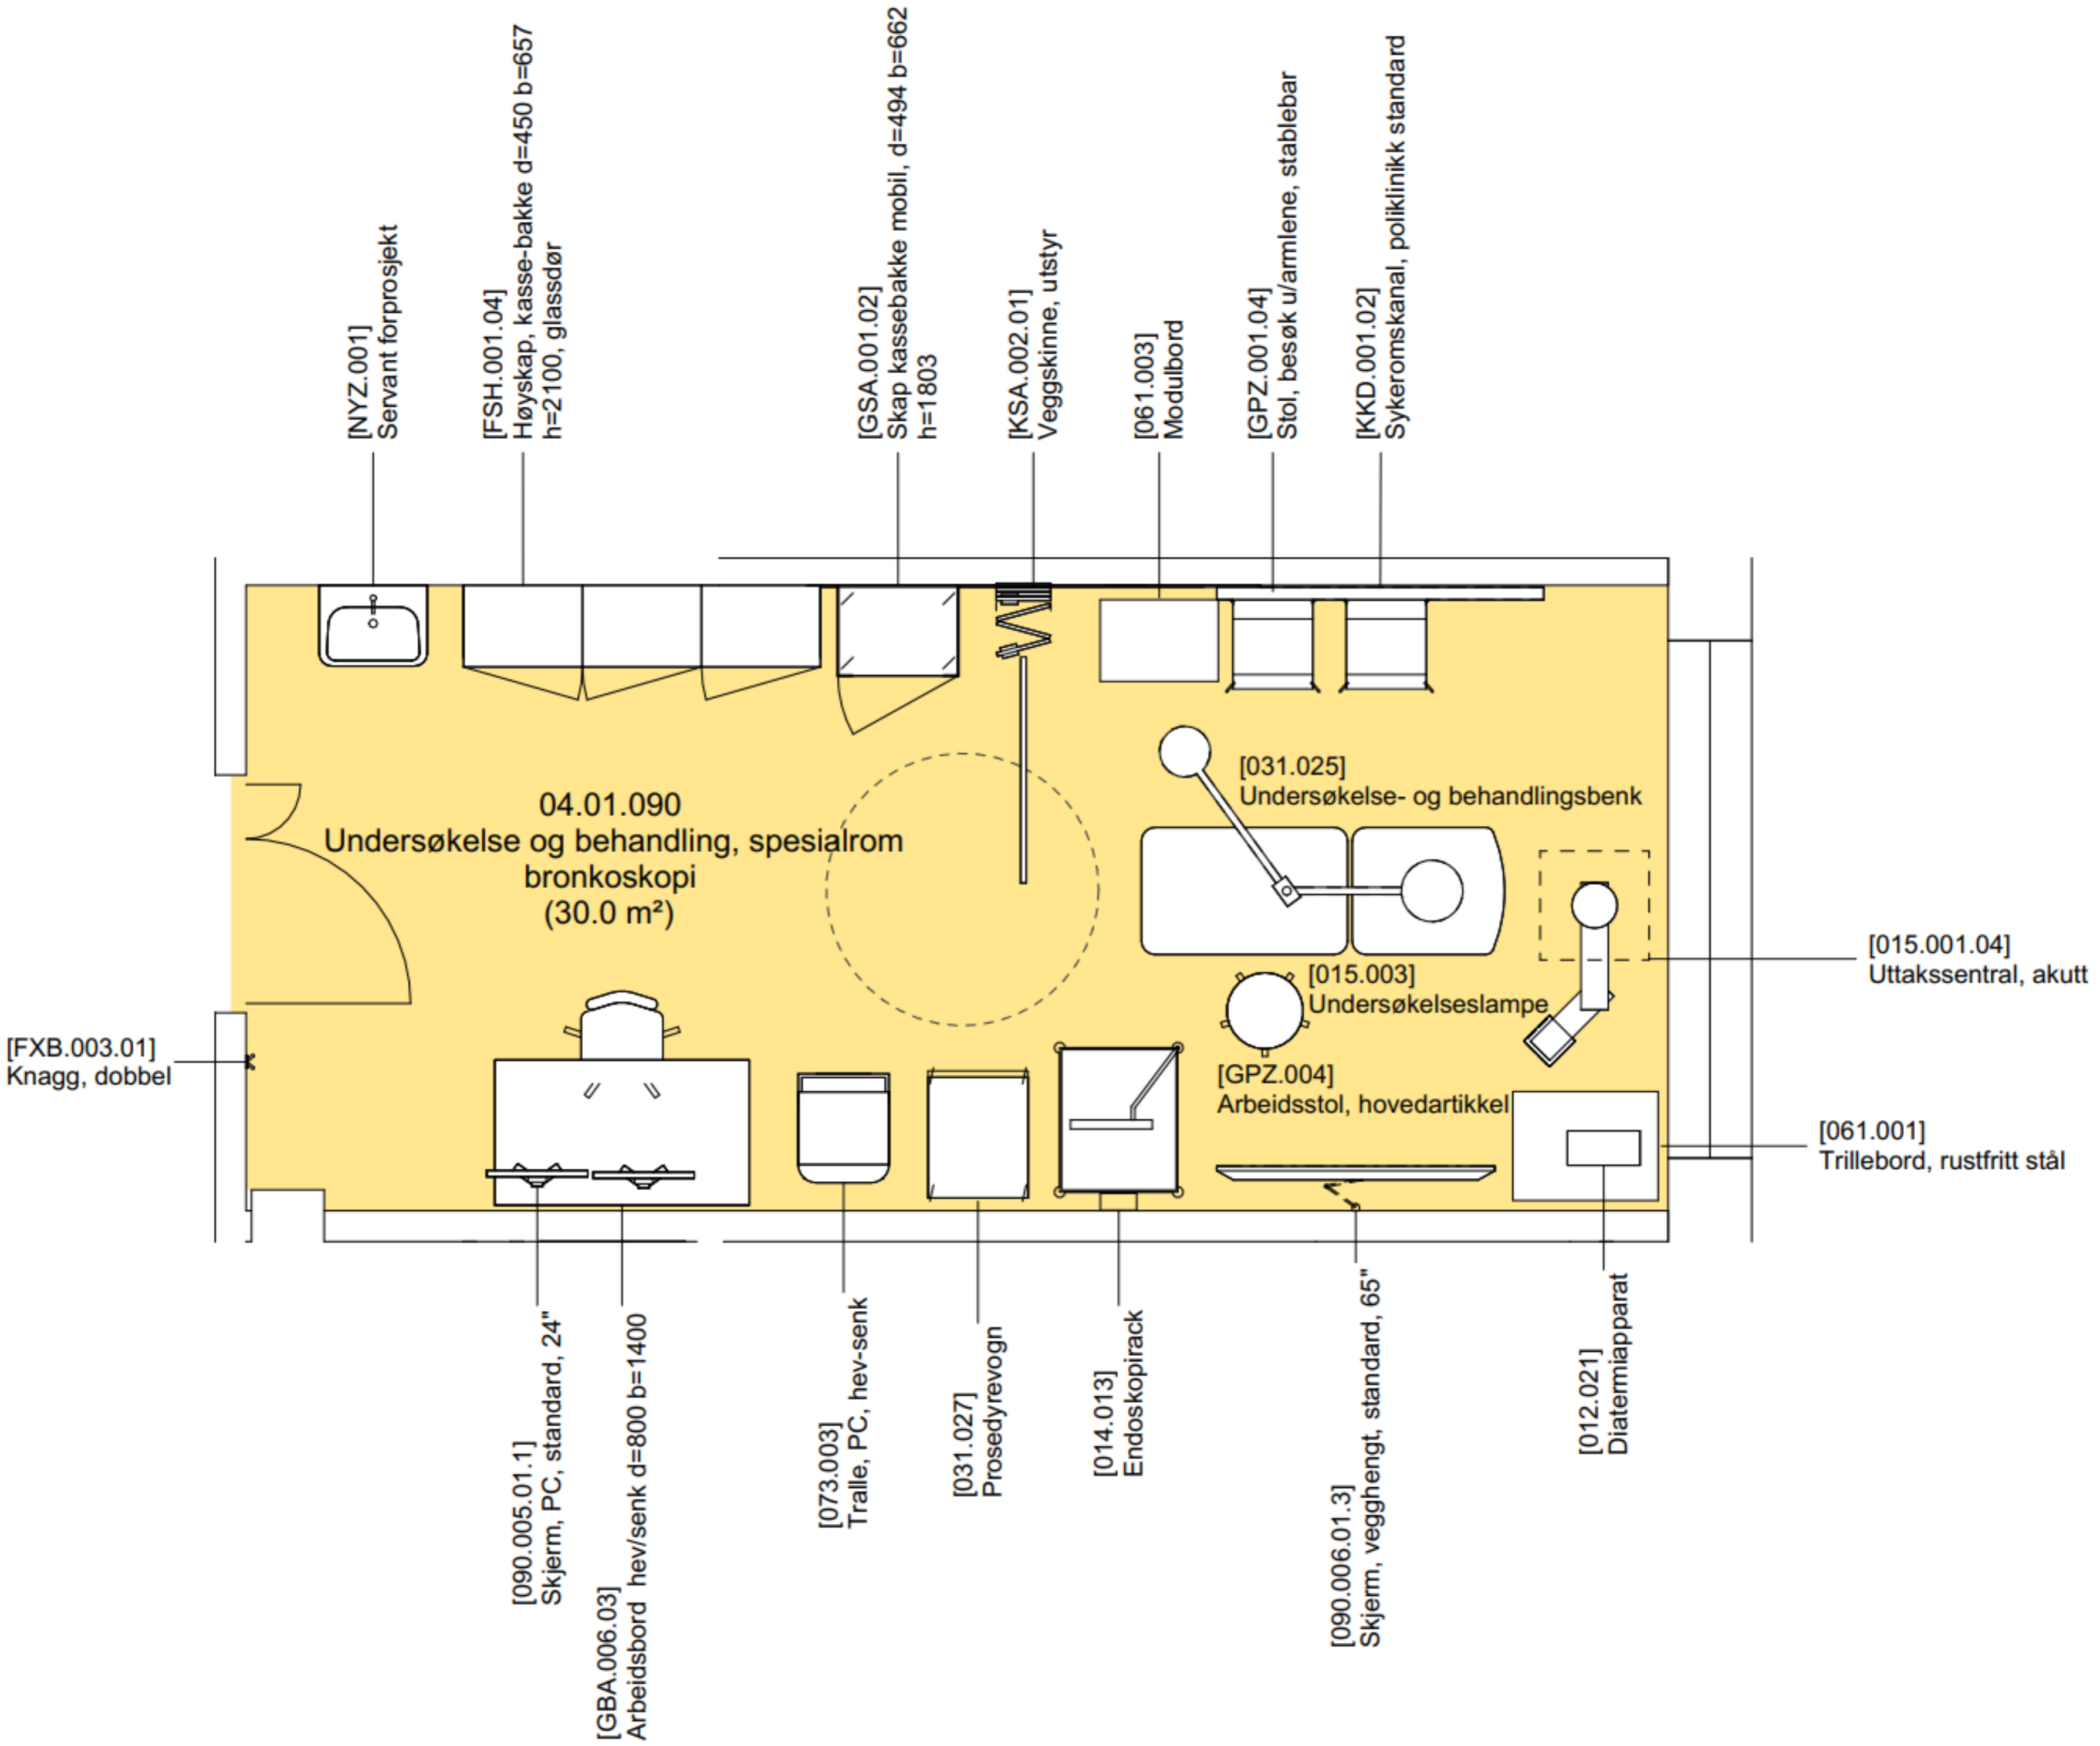 [NYZ.001]
Servant forprosjekt
[FSH.001.04]
Høyskap, kasse-bakke d=450 b=657
h=2100, glassdør
[GSA.001.02]
Skap kassebakke mobil, d=494 b=662
h=1803
[KSA.002.01]
Veggskinne, utstyr
[061.003]
Modulbord
[GPZ.001.04]
Stol, besøk u/armlene, stablebar
[KKD.001.02]
Sykeromskanal, poliklinikk standard
04.01.090
Undersøkelse og behandling, spesialrom
bronkoskopi
(30.0 m²)
[031.025]
Undersøkelse- og behandlingsbenk
[015.003]
Undersøkelseslampe
[GPZ.004]
Arbeidsstol, hovedartikkel
[015.001.04]
Uttakssentral, akutt
[061.001]
Trillebord, rustfritt stål
[FXB.003.01]
Knagg, dobbel
[090.005.01.1]
Skjerm, PC, standard, 24"
[GBA.006.03]
Arbeidsbord  hev/senk d=800 b=1400
[073.003]
Tralle, PC, hev-senk
[031.027]
Prosedyrevogn
[014.013]
Endoskopirack
[090.006.01.3]
Skjerm, vegghengt, standard, 65"
[012.021]
Diatermiapparat